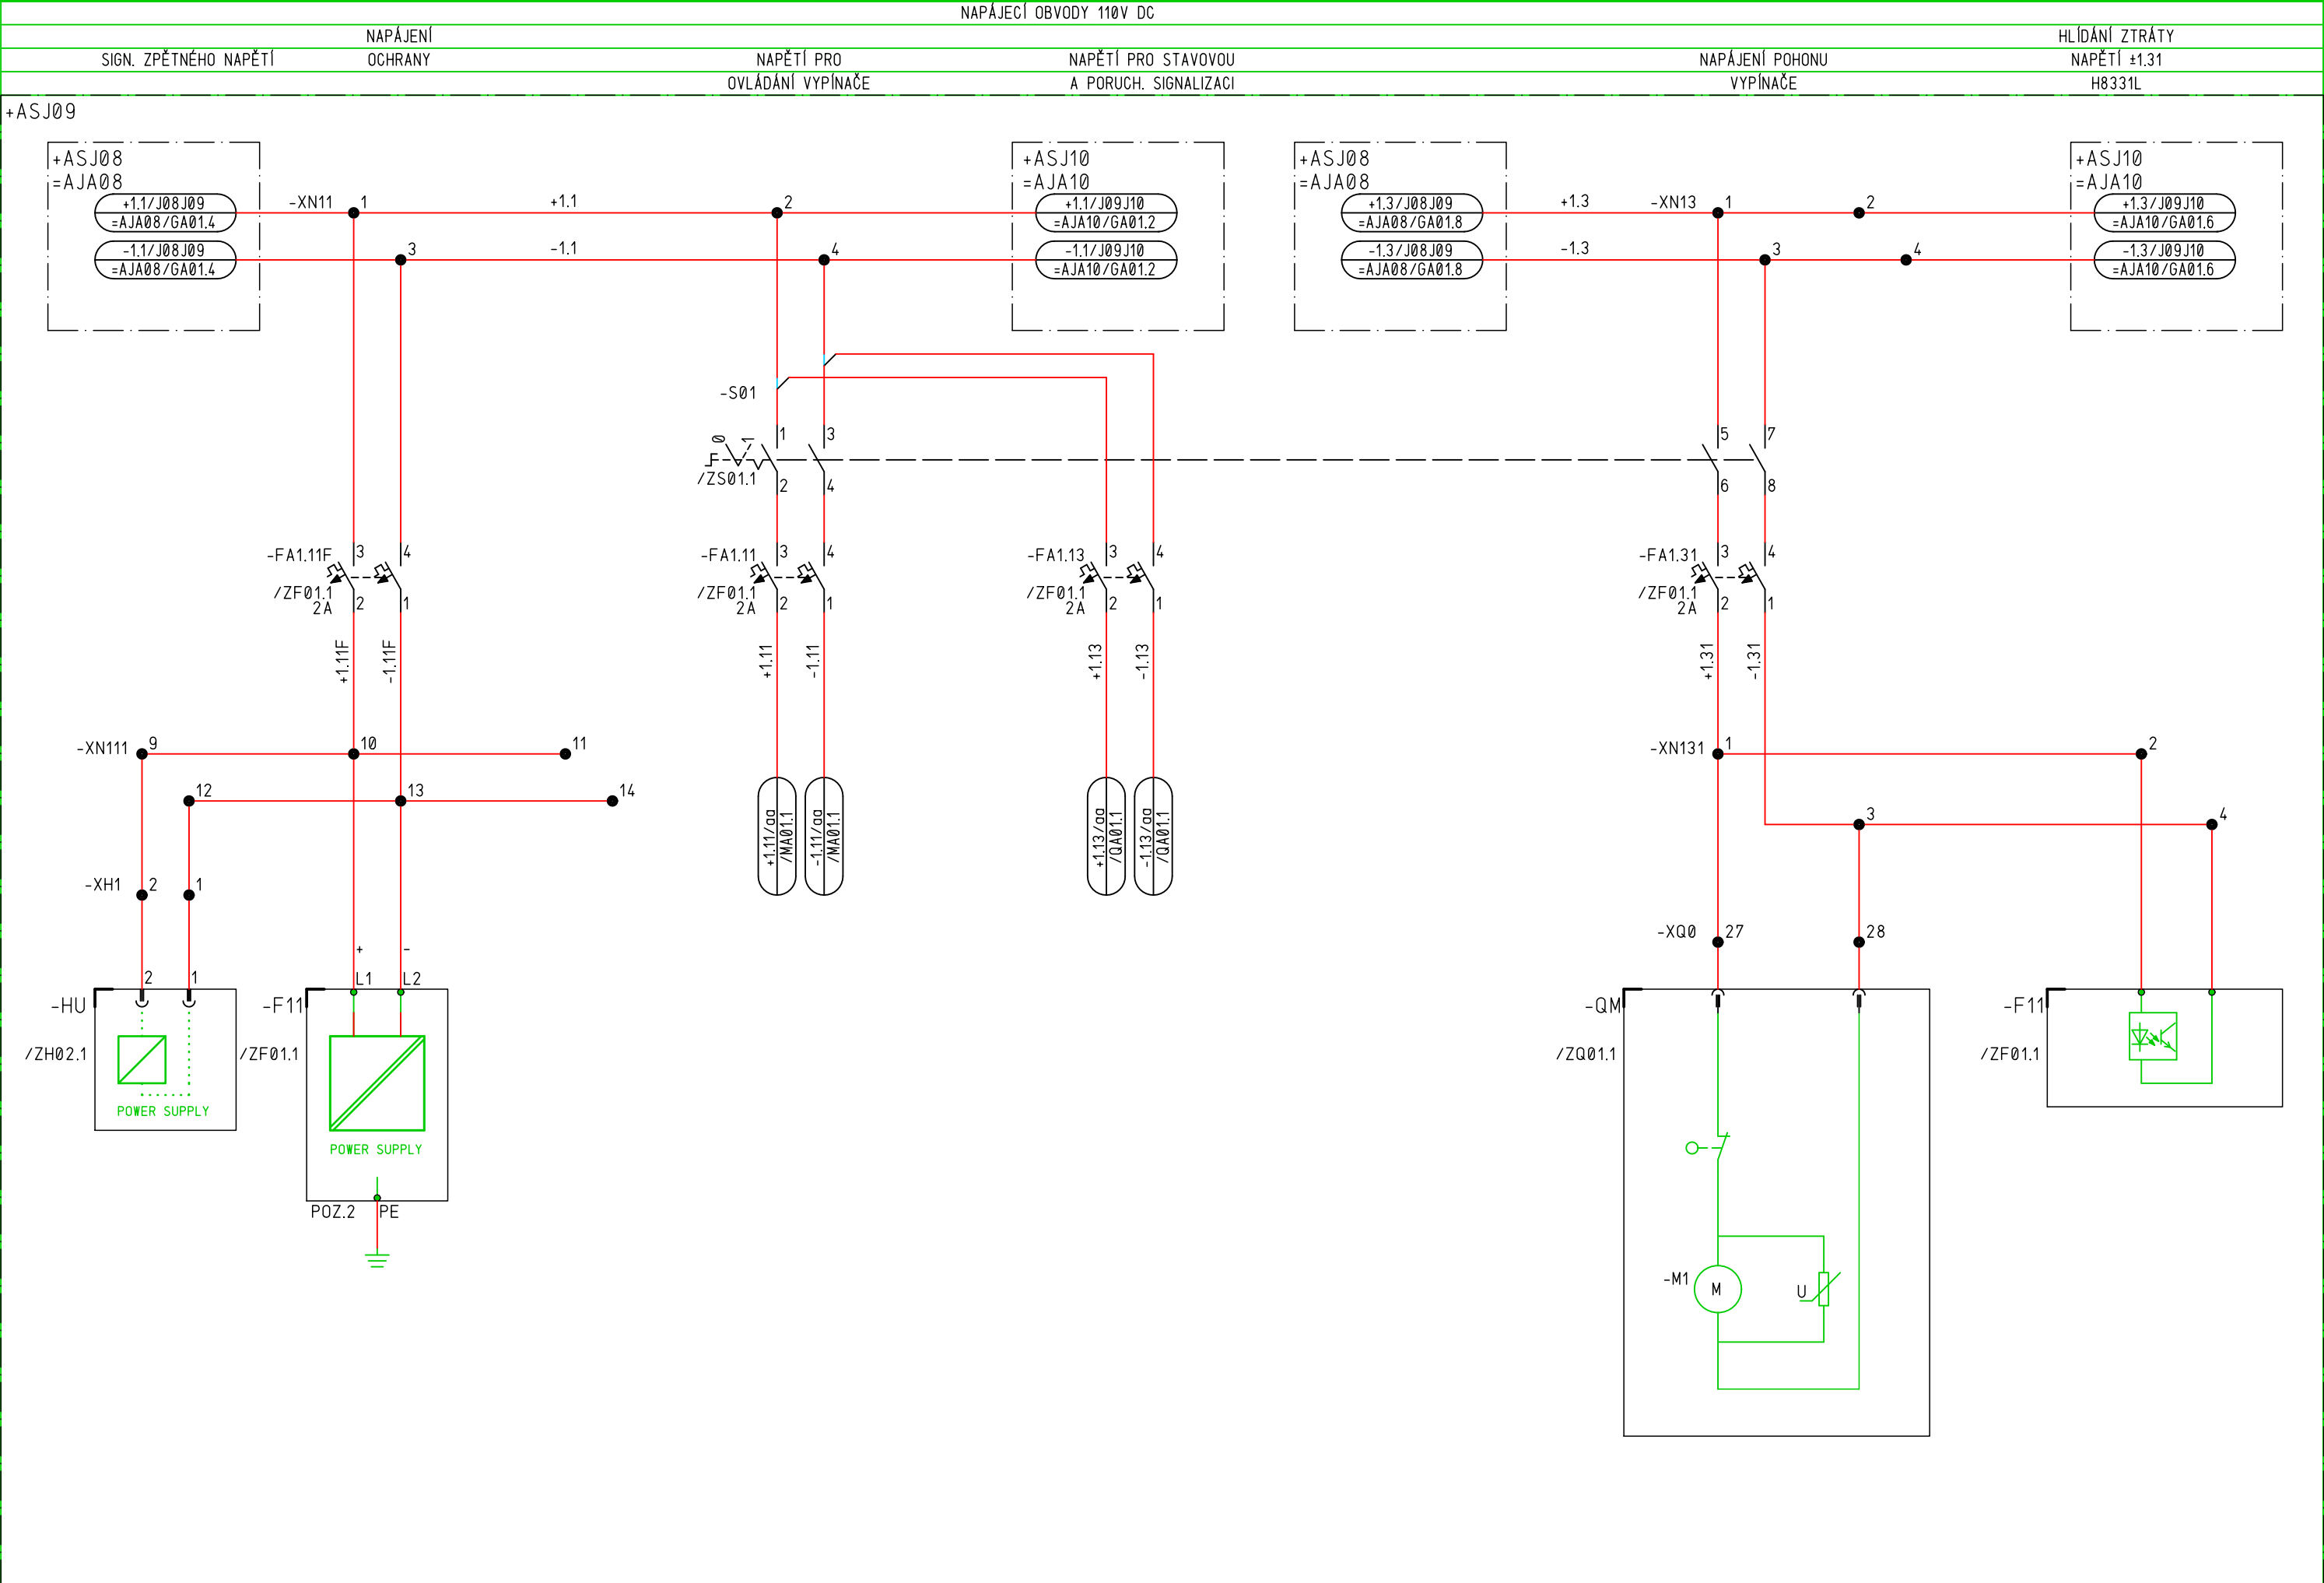 NAPÁJECÍ OBVODY 110V DC
NAPÁJENÍ
HLÍDÁNÍ ZTRÁTY
SIGN. ZPĚTNÉHO NAPĚTÍ
OCHRANY
NAPĚTÍ PRO
NAPĚTÍ PRO STAVOVOU
NAPÁJENÍ POHONU
NAPĚTÍ ±1.31
OVLÁDÁNÍ VYPÍNAČE
A PORUCH. SIGNALIZACI
VYPÍNAČE
H8331L
+ASJ09
+ASJ08
=AJA08
+1.1/J08J09
=AJA08/GA01.4
-1.1/J08J09
=AJA08/GA01.4
-XN11
1
+1.1
2
3
-1.1
4
+ASJ10
=AJA10
+1.1/J09J10
=AJA10/GA01.2
-1.1/J09J10
=AJA10/GA01.2
+ASJ08
=AJA08
+1.3/J08J09
=AJA08/GA01.8
-1.3/J08J09
=AJA08/GA01.8
+1.3
-XN13
1
2
-1.3
3
4
+ASJ10
=AJA10
+1.3/J09J10
=AJA10/GA01.6
-1.3/J09J10
=AJA10/GA01.6
-S01
0
1
1
3
5
7
/ZS01.1
2
4
6
8
-FA1.11F
3
4
/ZF01.1
2A
2
1
-FA1.11
3
4
/ZF01.1
2A
2
1
-FA1.13
3
4
/ZF01.1
2A
2
1
-FA1.31
3
4
/ZF01.1
2A
2
1
+1.11F
-1.11F
+1.11
-1.11
+1.13
-1.13
+1.31
-1.31
-XN111
9
10
11
12
13
14
-XN131
1
2
3
4
+1.11/aa
/MA01.1
-1.11/aa
/MA01.1
+1.13/aa
/QA01.1
-1.13/aa
/QA01.1
-XH1
2
1
-XQ0
27
28
+
-
2
1
L1
L2
-HU
/ZH02.1
POWER SUPPLY
-F11
/ZF01.1
POWER SUPPLY
POZ.2
PE
-QM
/ZQ01.1
-M1
M
U
-F11
/ZF01.1